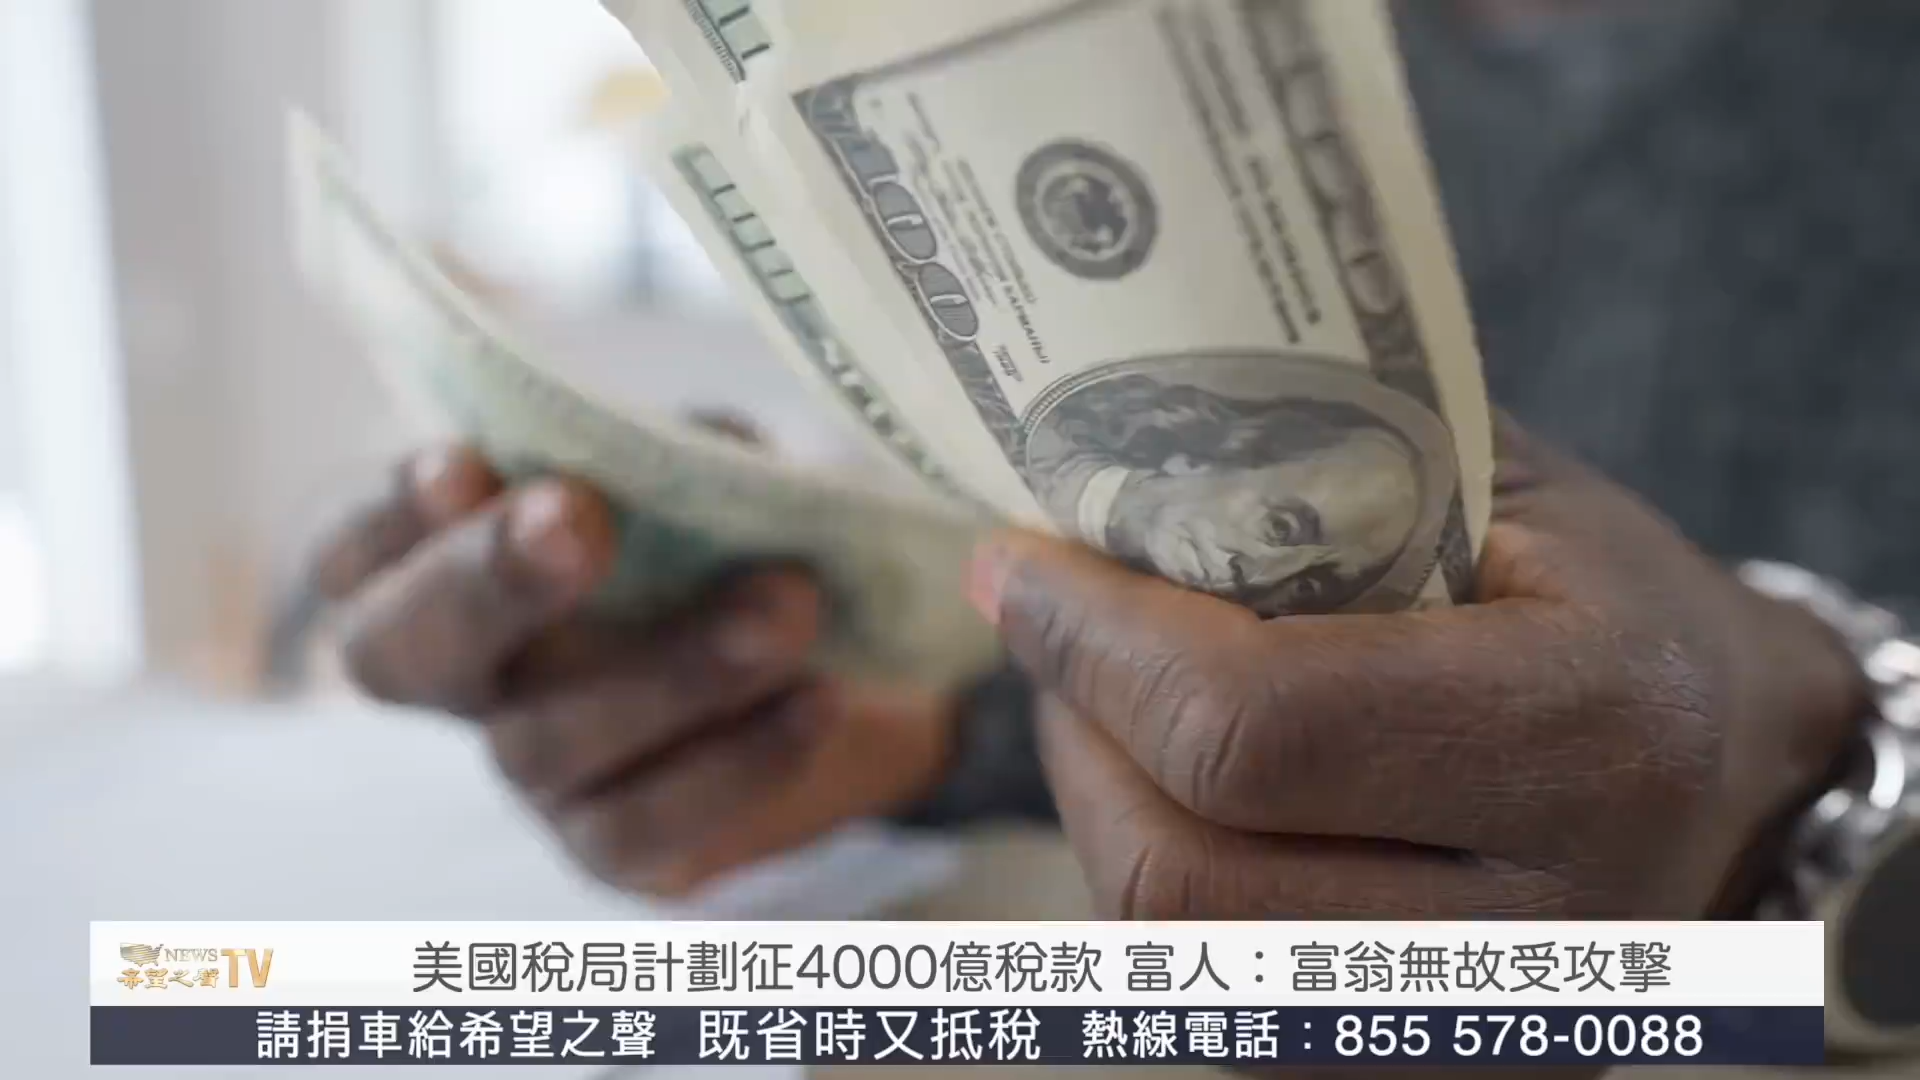 100
NEWS
希望之聲 TV
美國稅局計劃征4000億稅款 富人：富翁無故受攻擊
請捐車給希望之聲 既省時又抵稅 熱線電話：855 578-0088